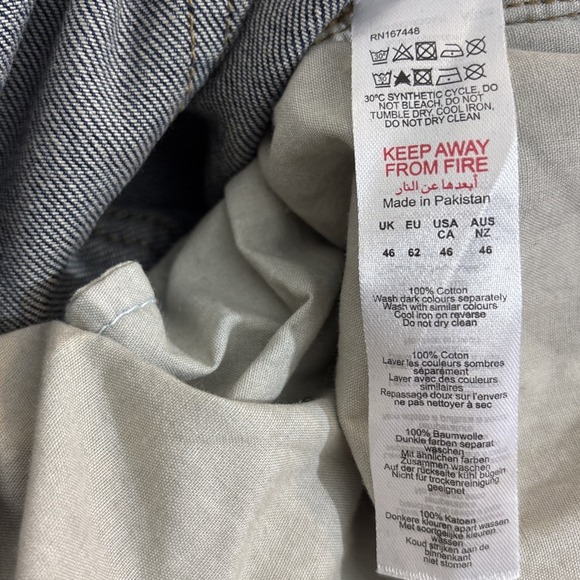 RN167448
30°C SYNTHETIC CYCLE, DO
NOT BLEACH, DO NOT
TUMBLE DRY, COOL IRON,
DO NOT DRY CLEAN
KEEP AWAY
FROM FIRE
أبعدها عن النار
Made in Pakistan
UK EU USA AUS
CA NZ
46 62 46 46
100% Cotton
Wash dark colours separately
Wash with similar colours
Cool iron on reverse
Do not dry clean
100% Coton
Laver les couleurs sombres
séparément
Laver avec des couleurs
similaires
Repassage doux sur l'envers
ne pas nettoyer à sec
100% Baumwolle
Dunkle farben separat
waschen
Mit ähnlichen farben
Zusammen waschen
Auf der rückseite kühl bügeln
Nicht für trockenreinigung
geeignet
100% Katoen
Donkere kleuren apart wassen
Met soortgelijke kleuren
wassen
Koud strijken aan de
binnenkant
niet stomen